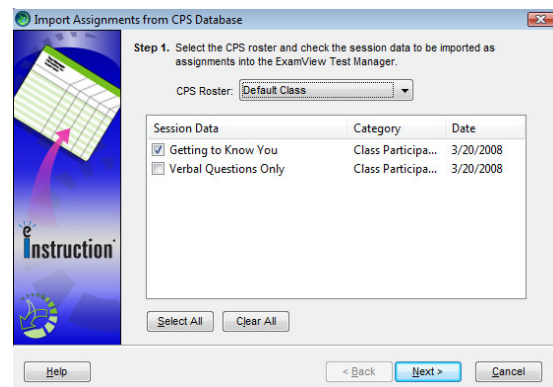 Import Assignments from CPS Database
Step 1. Select the CPS roster and check the session data to be imported as
assignments into the ExamView Test Manager.
CPS Roster: Default Class
Session Data Category Date
Getting to Know You Class Participa... 3/20/2008
Verbal Questions Only Class Participa... 3/20/2008
einstruction
Select All Clear All
Help < Back Next > Cancel